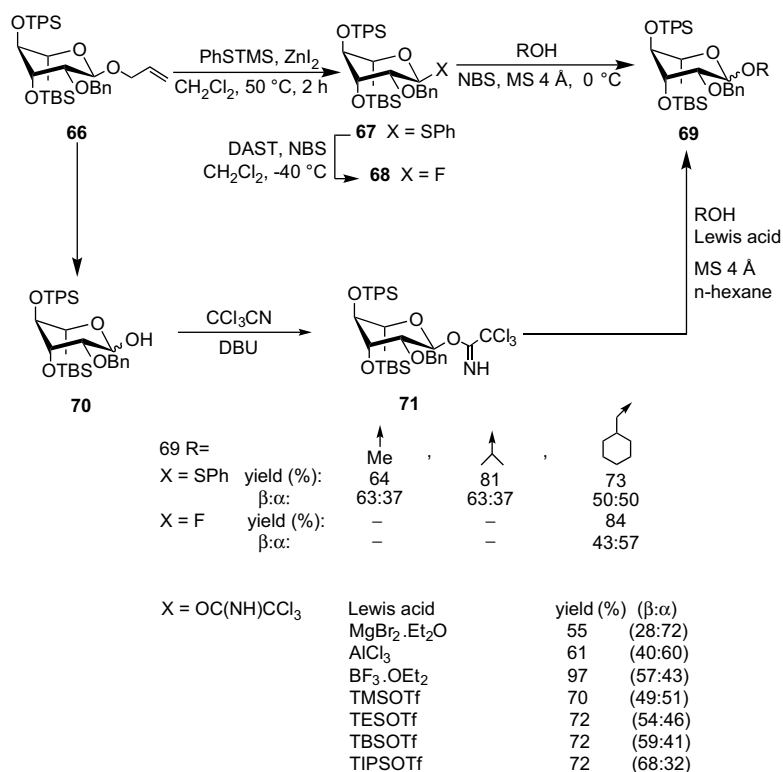 OTPS
O
O
TBSO
OBn
66
PhSTMS, ZnI2
CH2Cl2, 50 °C, 2 h
OTPS
O
X
OTBS
OBn
67 X = SPh
68 X = F
DAST, NBS
CH2Cl2, -40 °C
ROH
NBS, MS 4 Å, 0 °C
OTPS
O
OR
OTBS
OBn
69
ROH
Lewis acid
MS 4 Å
n-hexane
OTPS
O
OH
OTBS
OBn
70
CCl3CN
DBU
OTPS
O
O
CCl3
NH
OTBS
OBn
71
69 R= Me , ,
X = SPh yield (%): 64 81 73
β:α: 63:37 63:37 50:50
X = F yield (%): – – 84
β:α: – – 43:57
X = OC(NH)CCl3 Lewis acid yield (%) (β:α)
MgBr2.Et2O 55 (28:72)
AlCl3 61 (40:60)
BF3.OEt2 97 (57:43)
TMSOTf 70 (49:51)
TESOTf 72 (54:46)
TBSOTf 72 (59:41)
TIPSOTf 72 (68:32)